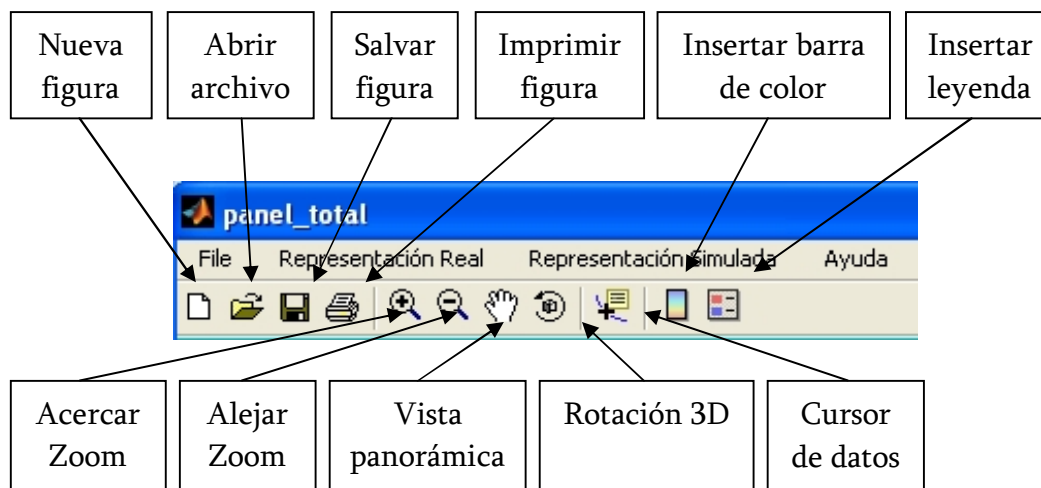 Nueva
figura
Abrir
archivo
Salvar
figura
Imprimir
figura
Insertar barra
de color
Insertar
leyenda
panel_total
File Representación Real Representación Simulada Ayuda
Acercar
Zoom
Alejar
Zoom
Vista
panorámica
Rotación 3D
Cursor
de datos